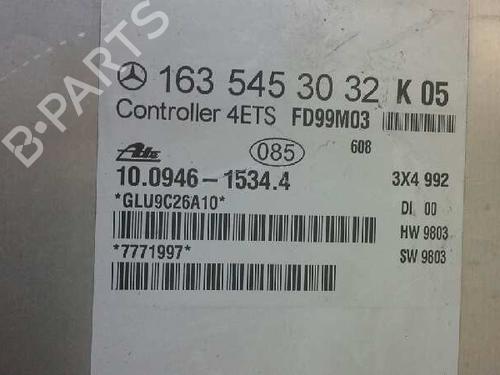 B-PARTS
163 545 30 32 K 05
Controller 4ETS FD99M03
Ate 085 608
10.0946-1534.4 3X4 992
*GLU9C26A10* DI 00
HW 9803
*7771997* SW 9803